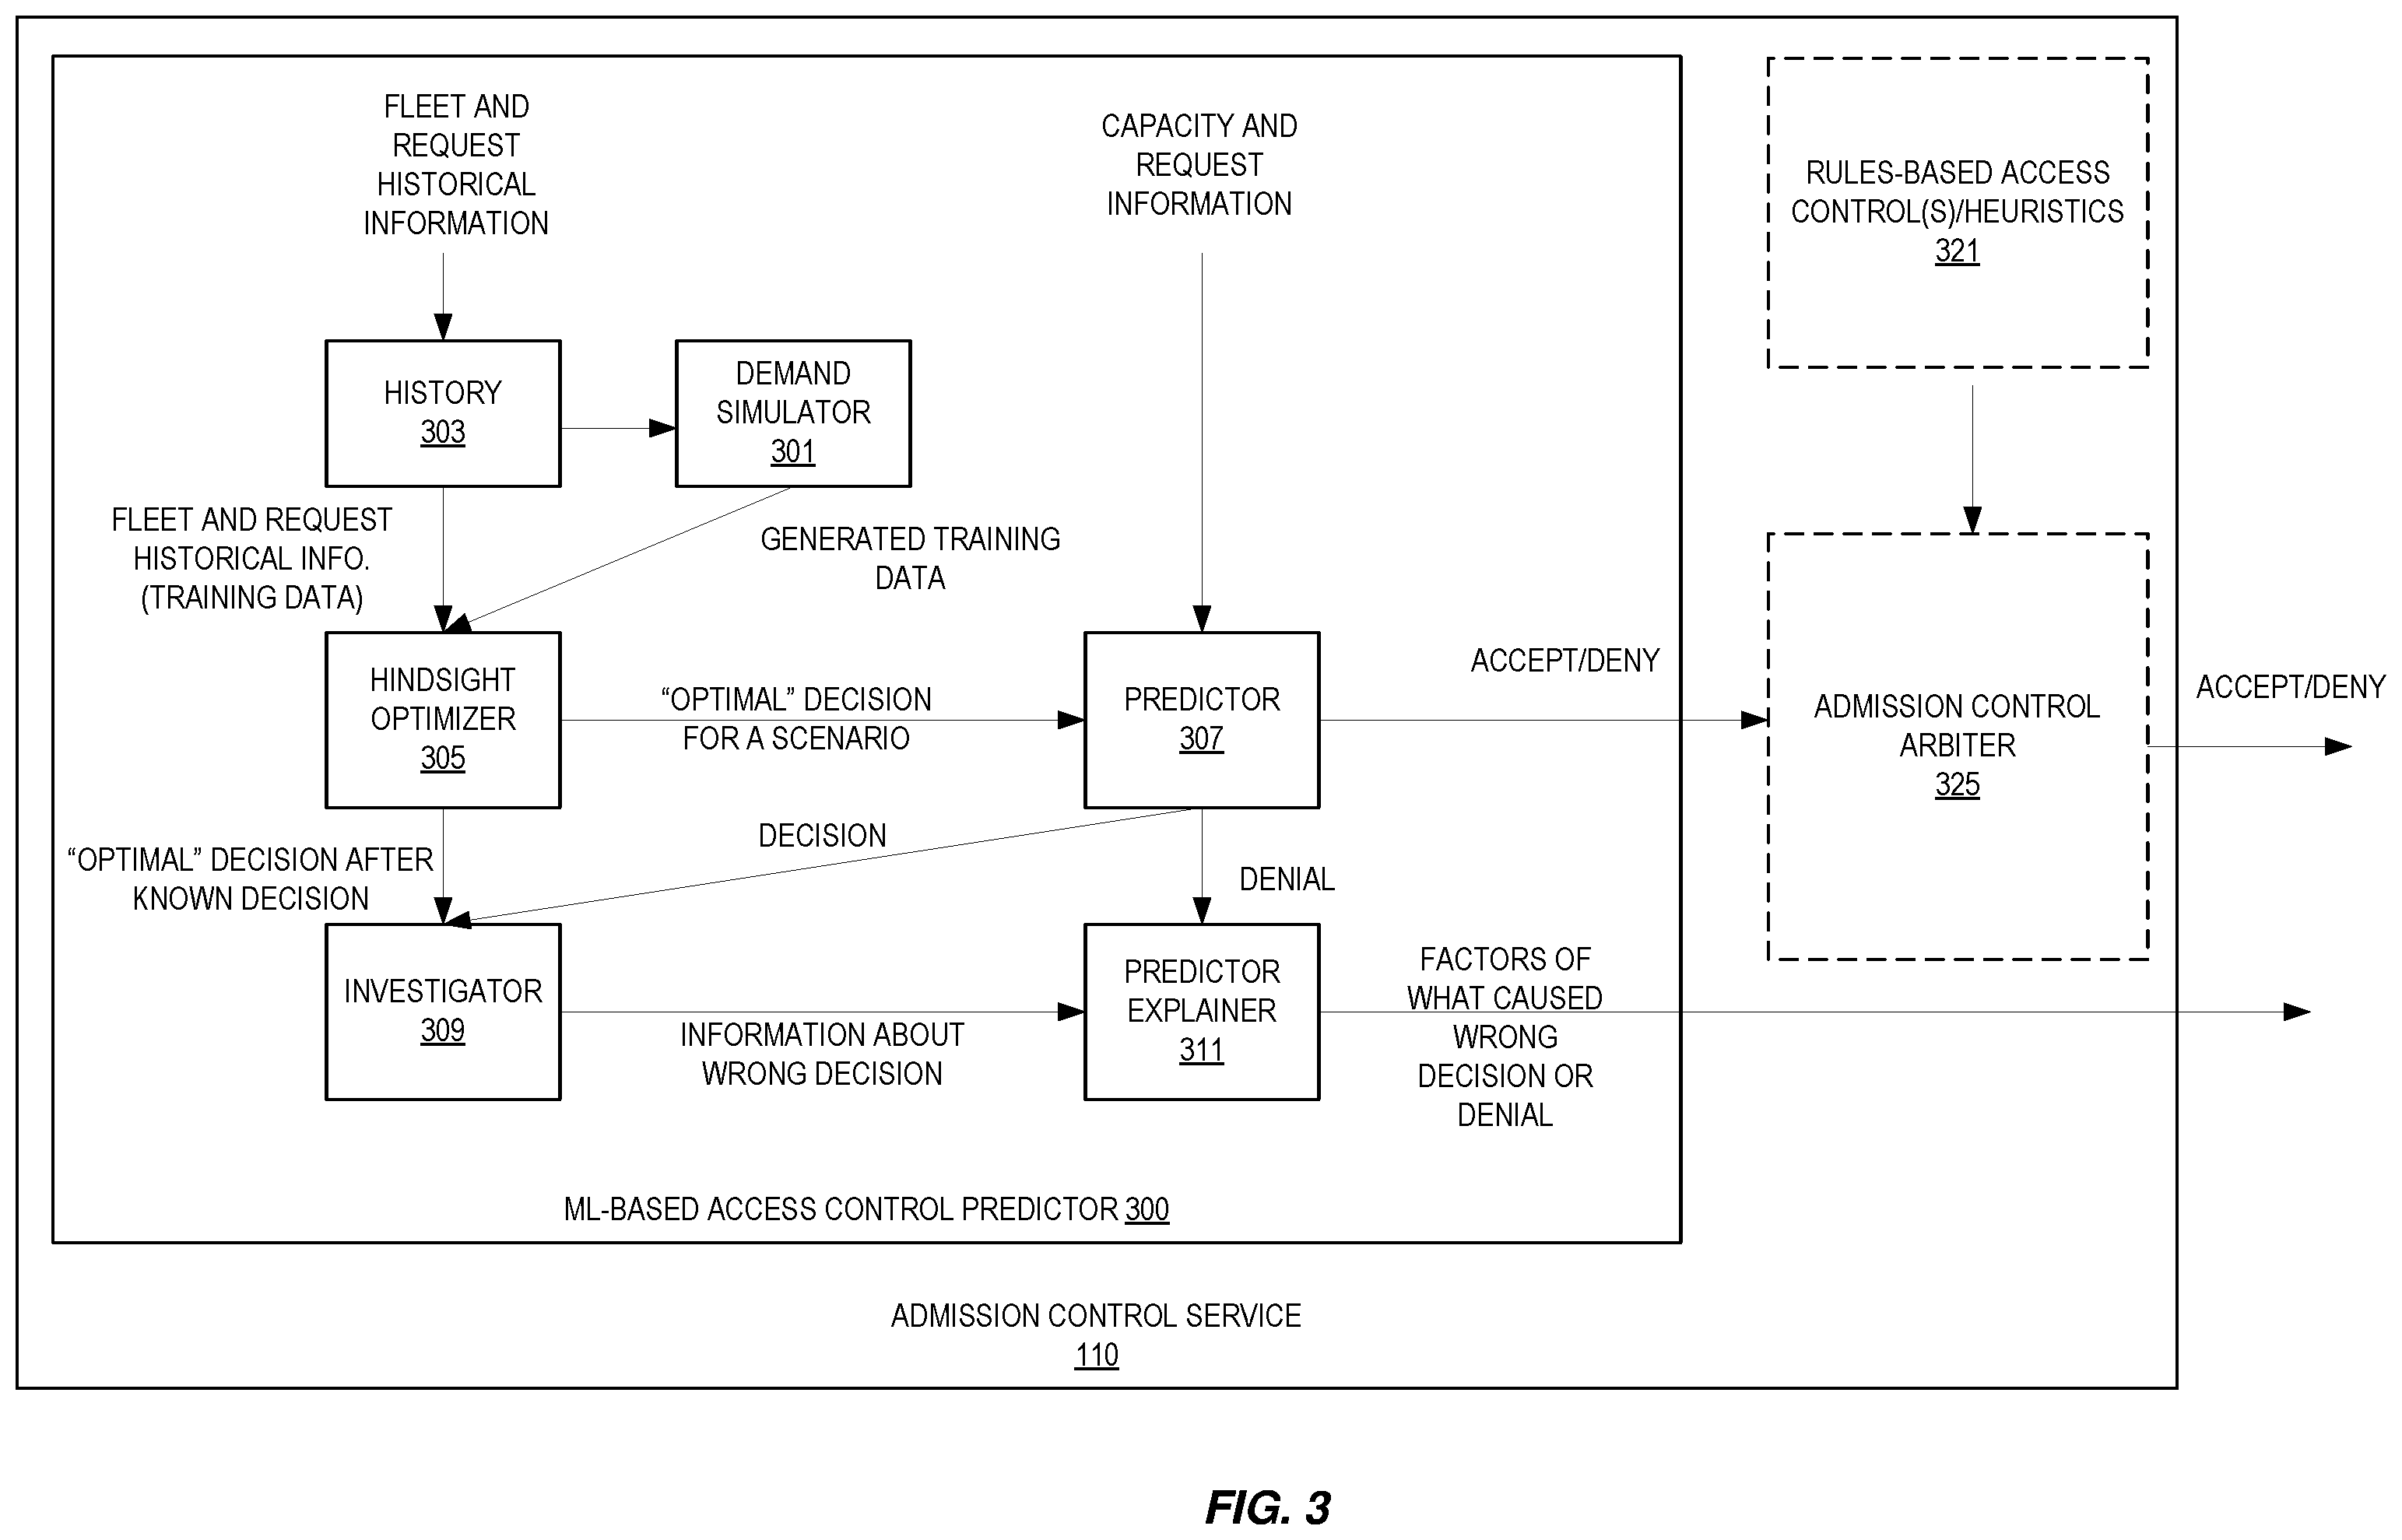 FLEET AND
REQUEST
HISTORICAL
INFORMATION
CAPACITY AND
REQUEST
INFORMATION
RULES-BASED ACCESS
CONTROL(S)/HEURISTICS
321
HISTORY
303
DEMAND
SIMULATOR
301
FLEET AND REQUEST
HISTORICAL INFO.
(TRAINING DATA)
GENERATED TRAINING
DATA
HINDSIGHT
OPTIMIZER
305
“OPTIMAL” DECISION
FOR A SCENARIO
PREDICTOR
307
ACCEPT/DENY
ADMISSION CONTROL
ARBITER
325
ACCEPT/DENY
“OPTIMAL” DECISION AFTER
KNOWN DECISION
DECISION
DENIAL
INVESTIGATOR
309
INFORMATION ABOUT
WRONG DECISION
PREDICTOR
EXPLAINER
311
FACTORS OF
WHAT CAUSED
WRONG
DECISION OR
DENIAL
ML-BASED ACCESS CONTROL PREDICTOR 300
ADMISSION CONTROL SERVICE
110
FIG. 3